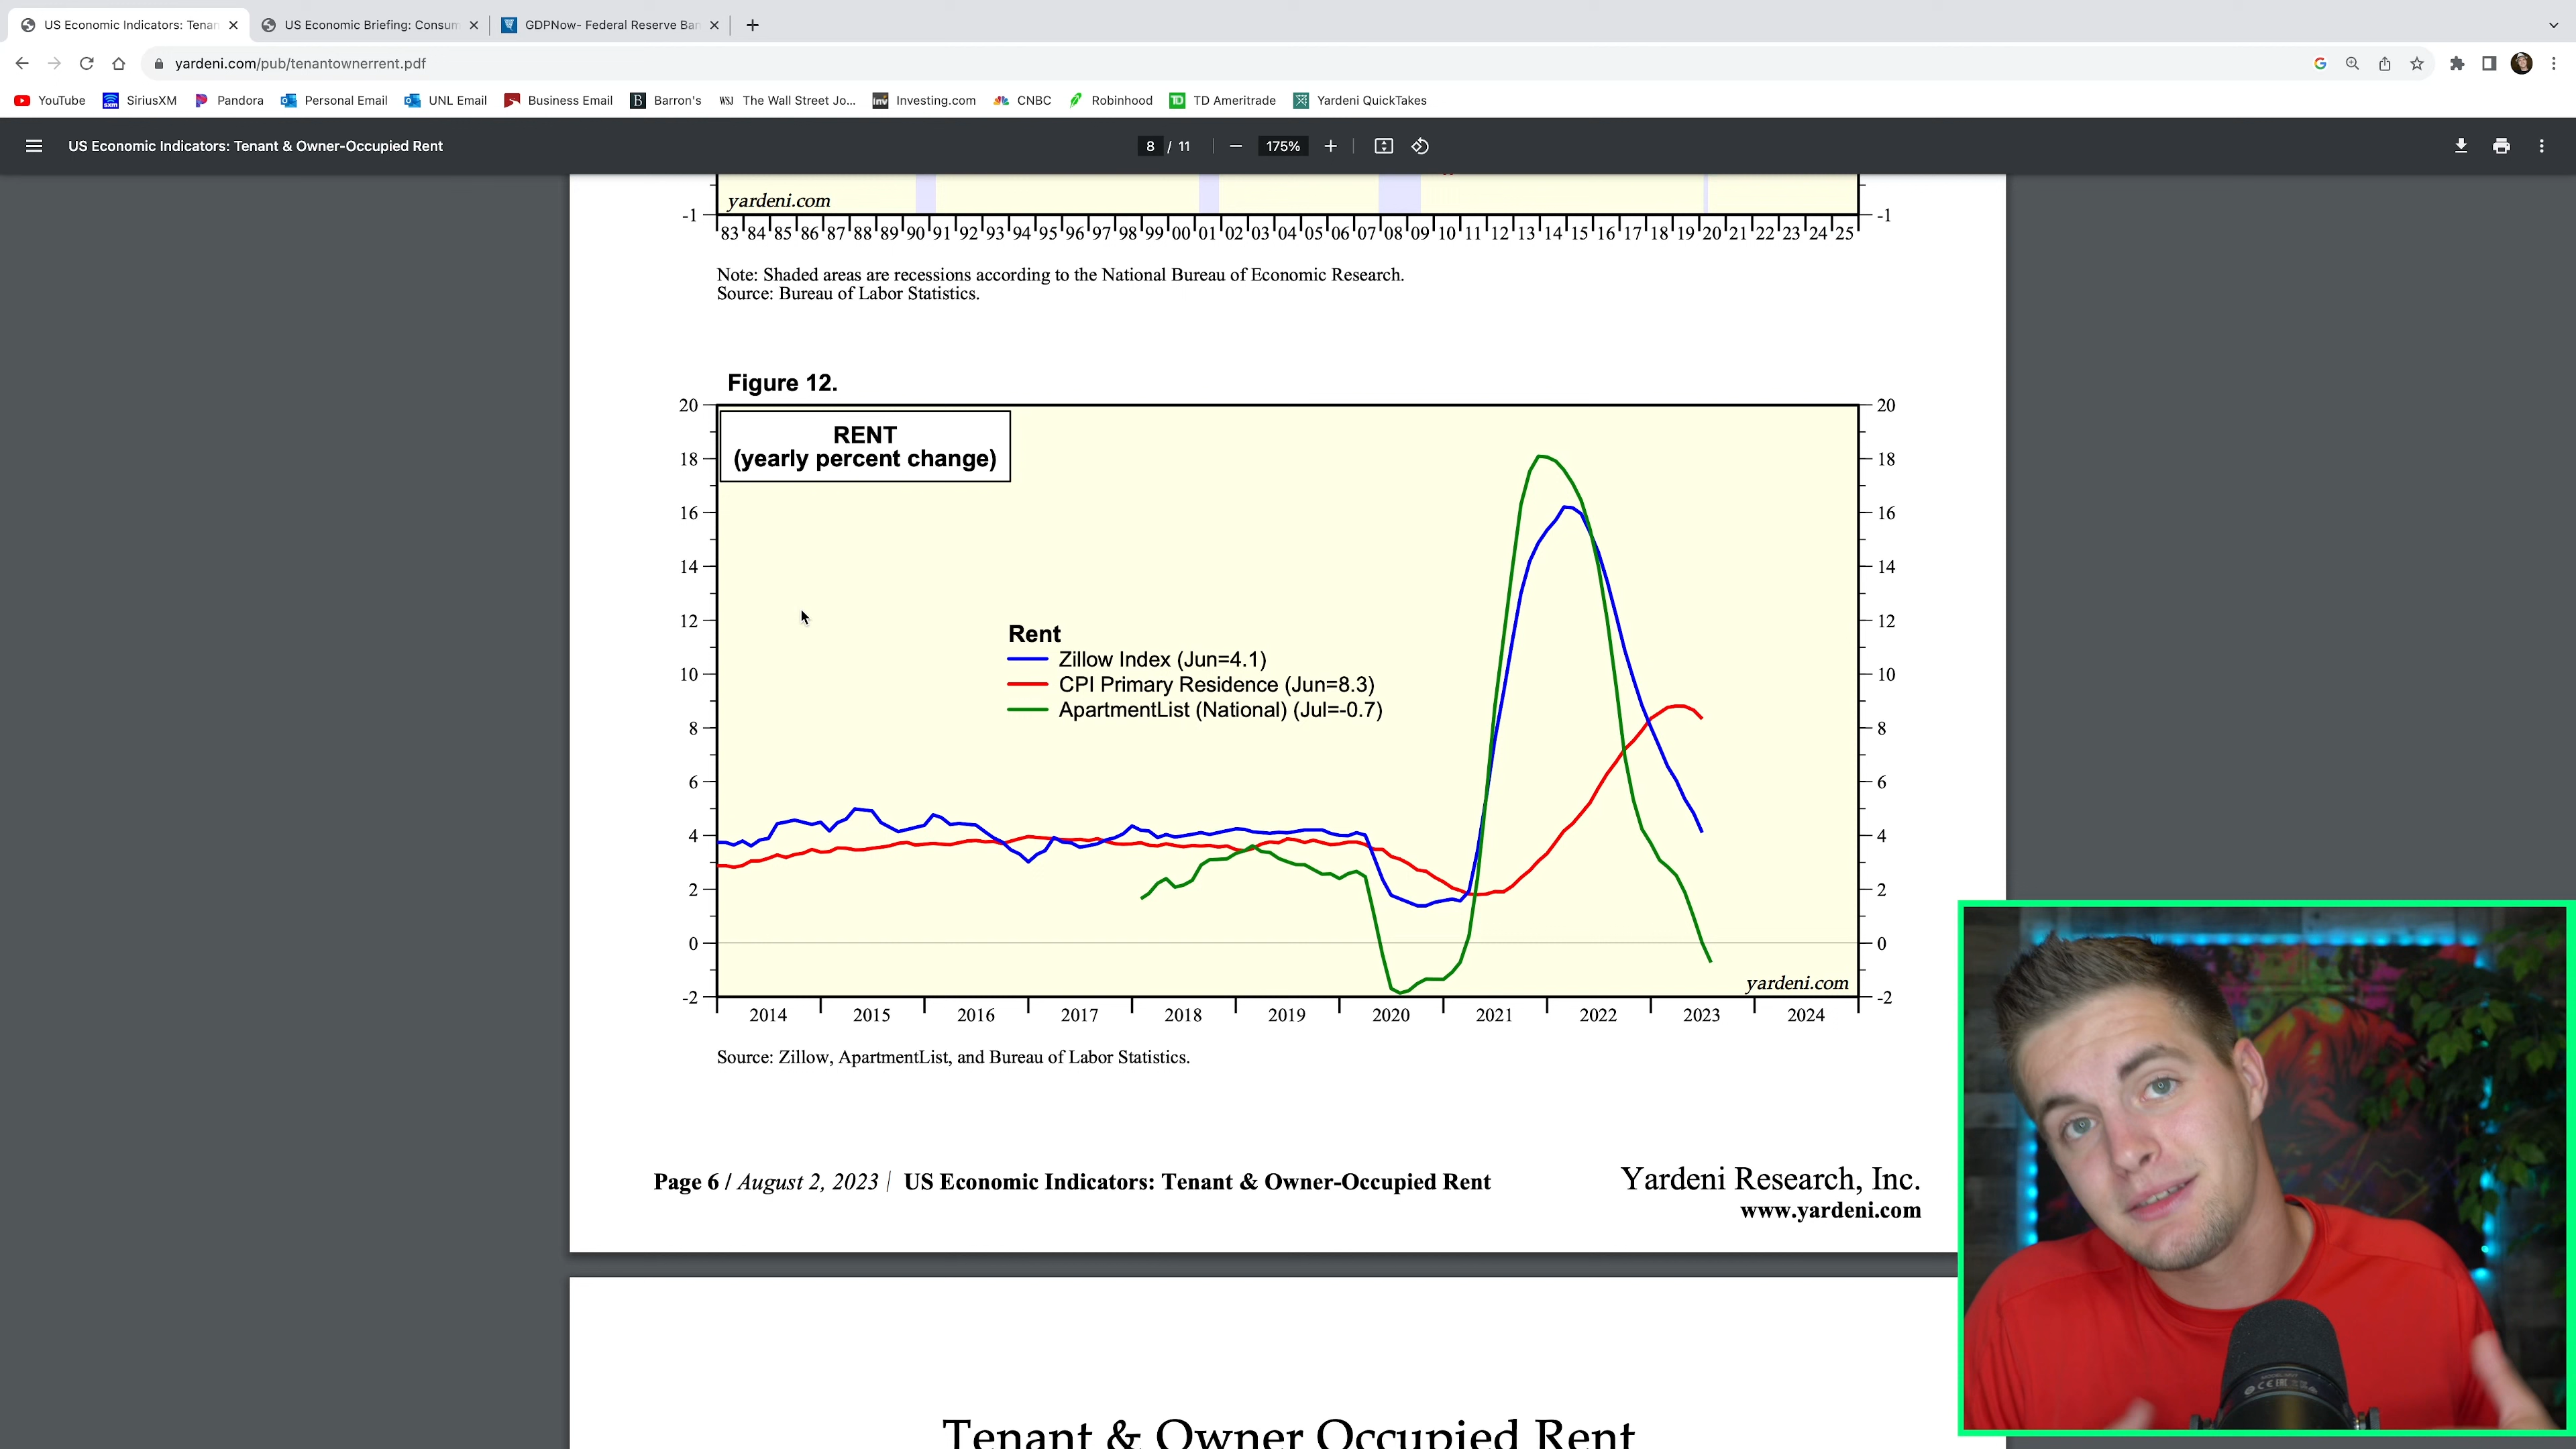 US Economic Indicators: Tenan
US Economic Briefing: Consum
GDPNow- Federal Reserve Ban
yardeni.com/pub/tenantownerrent.pdf
YouTube SiriusXM Pandora Personal Email UNL Email Business Email B Barron's WSJ The Wall Street Jo... Inv Investing.com CNBC Robinhood TD TD Ameritrade Yardeni QuickTakes
US Economic Indicators: Tenant & Owner-Occupied Rent 8 / 11 175%
yardeni.com
-1 -1
83 84 85 86 87 88 89 90 91 92 93 94 95 96 97 98 99 00 01 02 03 04 05 06 07 08 09 10 11 12 13 14 15 16 17 18 19 20 21 22 23 24 25
Note: Shaded areas are recessions according to the National Bureau of Economic Research.
Source: Bureau of Labor Statistics.
Figure 12.
20 20
RENT
(yearly percent change)
18 18
16 16
14 14
12 12
Rent
Zillow Index (Jun=4.1)
10 10
CPI Primary Residence (Jun=8.3)
ApartmentList (National) (Jul=-0.7)
8 8
6 6
4 4
2 2
0 0
yardeni.com
-2 -2
2014 2015 2016 2017 2018 2019 2020 2021 2022 2023 2024
Source: Zillow, ApartmentList, and Bureau of Labor Statistics.
Page 6 / August 2, 2023 | US Economic Indicators: Tenant & Owner-Occupied Rent
Yardeni Research, Inc.
www.yardeni.com
Tenant & Owner Occupied Rent